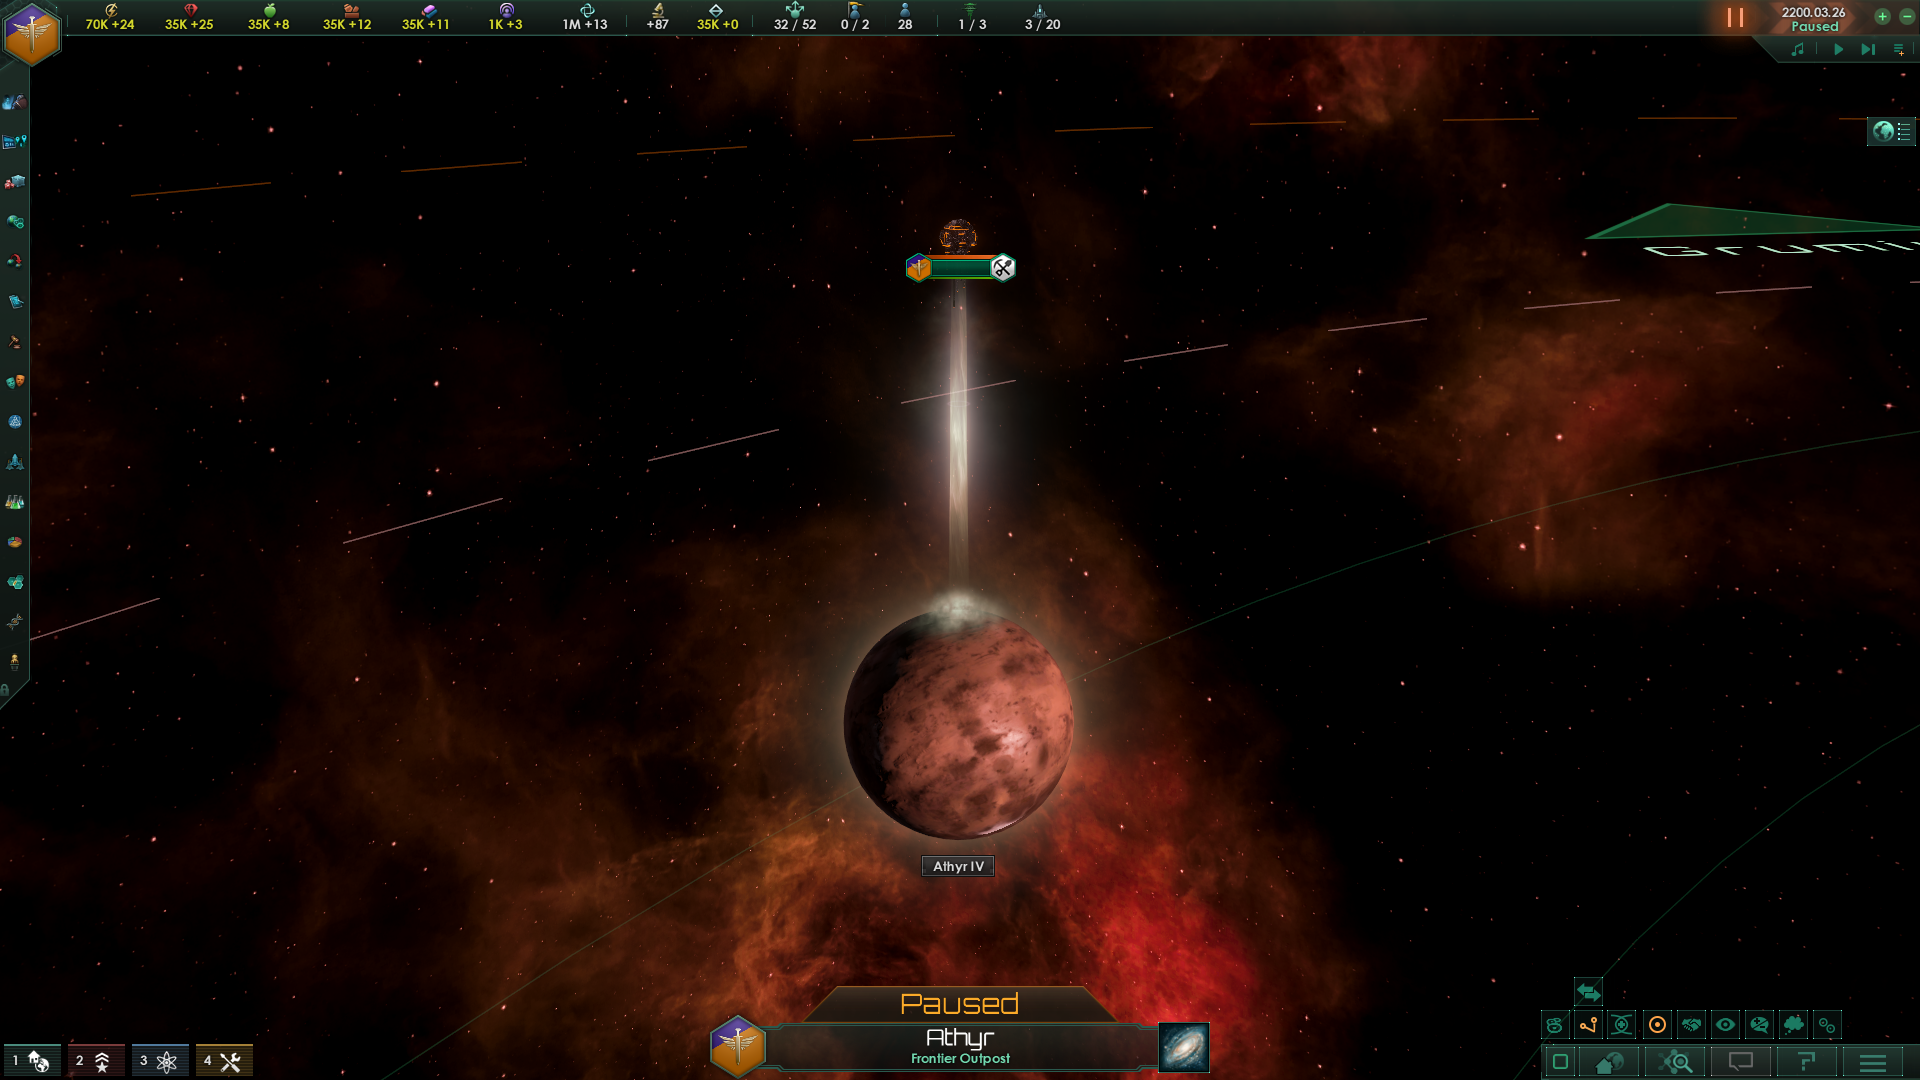 70K +24 35K +25 35K +8 35K +12 35K +11 1K +3 1M +13 +87 35K +0 32 / 52 0 / 2 28 1 / 3 3 / 20
2200.03.26
Paused
Athyr IV
Paused
Athyr
Frontier Outpost
1 2 3 4